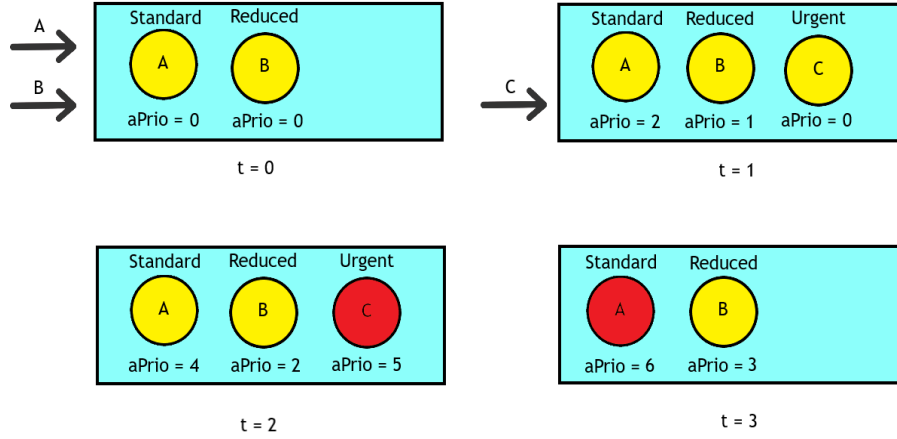 A
B
Standard Reduced
A B
aPrio = 0 aPrio = 0
t = 0
C
Standard Reduced Urgent
A B C
aPrio = 2 aPrio = 1 aPrio = 0
t = 1
Standard Reduced Urgent
A B C
aPrio = 4 aPrio = 2 aPrio = 5
t = 2
Standard Reduced
A B
aPrio = 6 aPrio = 3
t = 3